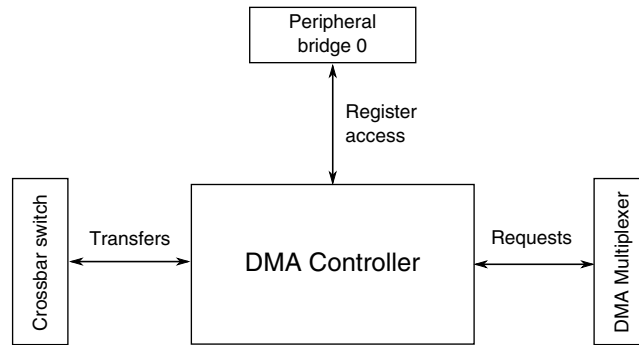 Peripheral
bridge 0
Register
access
Crossbar switch
Transfers
DMA Controller
Requests
DMA Multiplexer